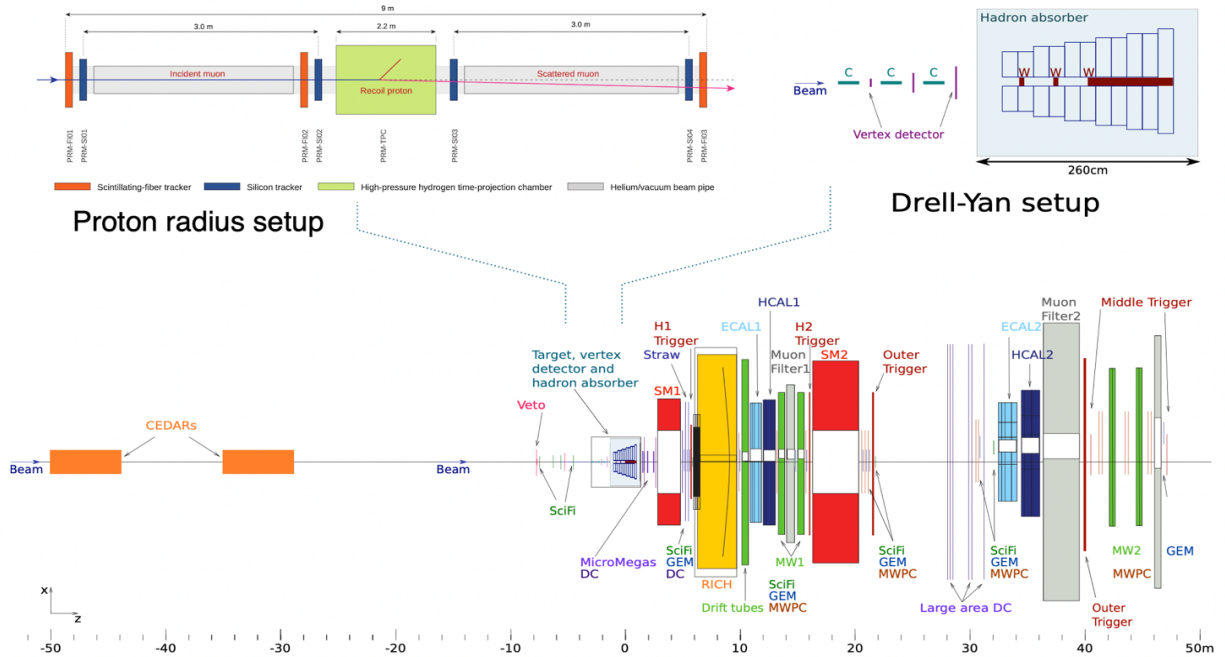 9 m
3.0 m
2.2 m
3.0 m
Incident muon
Recoil proton
Scattered muon
PRM-FI01
PRM-SI01
PRM-FI02
PRM-SI02
PRM-TPC
PRM-SI03
PRM-SI04
PRM-FI03
Scintillating-fiber tracker
Silicon tracker
High-pressure hydrogen time-projection chamber
Helium/vacuum beam pipe
Proton radius setup
Hadron absorber
C
C
C
W
W
W
Beam
Vertex detector
260cm
Drell-Yan setup
HCAL1
Muon
Filter2
Middle Trigger
H1
Trigger
ECAL1
H2
Trigger
ECAL2
Straw
Muon
Filter1
SM2
Outer
Trigger
HCAL2
Target, vertex
detector and
hadron absorber
SM1
Veto
CEDARs
Beam
Beam
SciFi
MicroMegas
DC
SciFi
GEM
DC
RICH
Drift tubes
MW1
SciFi
GEM
MWPC
SciFi
GEM
MWPC
Large area DC
SciFi
GEM
MWPC
Outer
Trigger
MW2
MWPC
GEM
x
z
-50
-40
-30
-20
-10
-0
10
20
30
40
50m